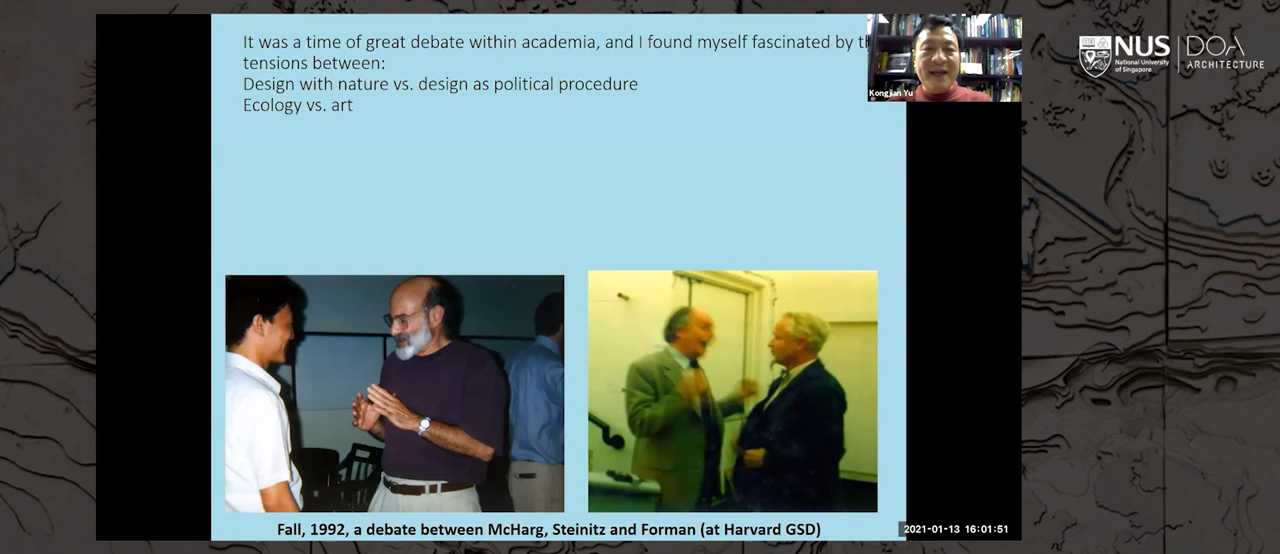 It was a time of great debate within academia, and I found myself fascinated by
tensions between:
Design with nature vs. design as political procedure
Ecology vs. art
Kongjian Yu
NUS
National University
of Singapore
DOA
ARCHITECTURE
Fall, 1992, a debate between McHarg, Steinitz and Forman (at Harvard GSD)
2021-01-13 16:01:51